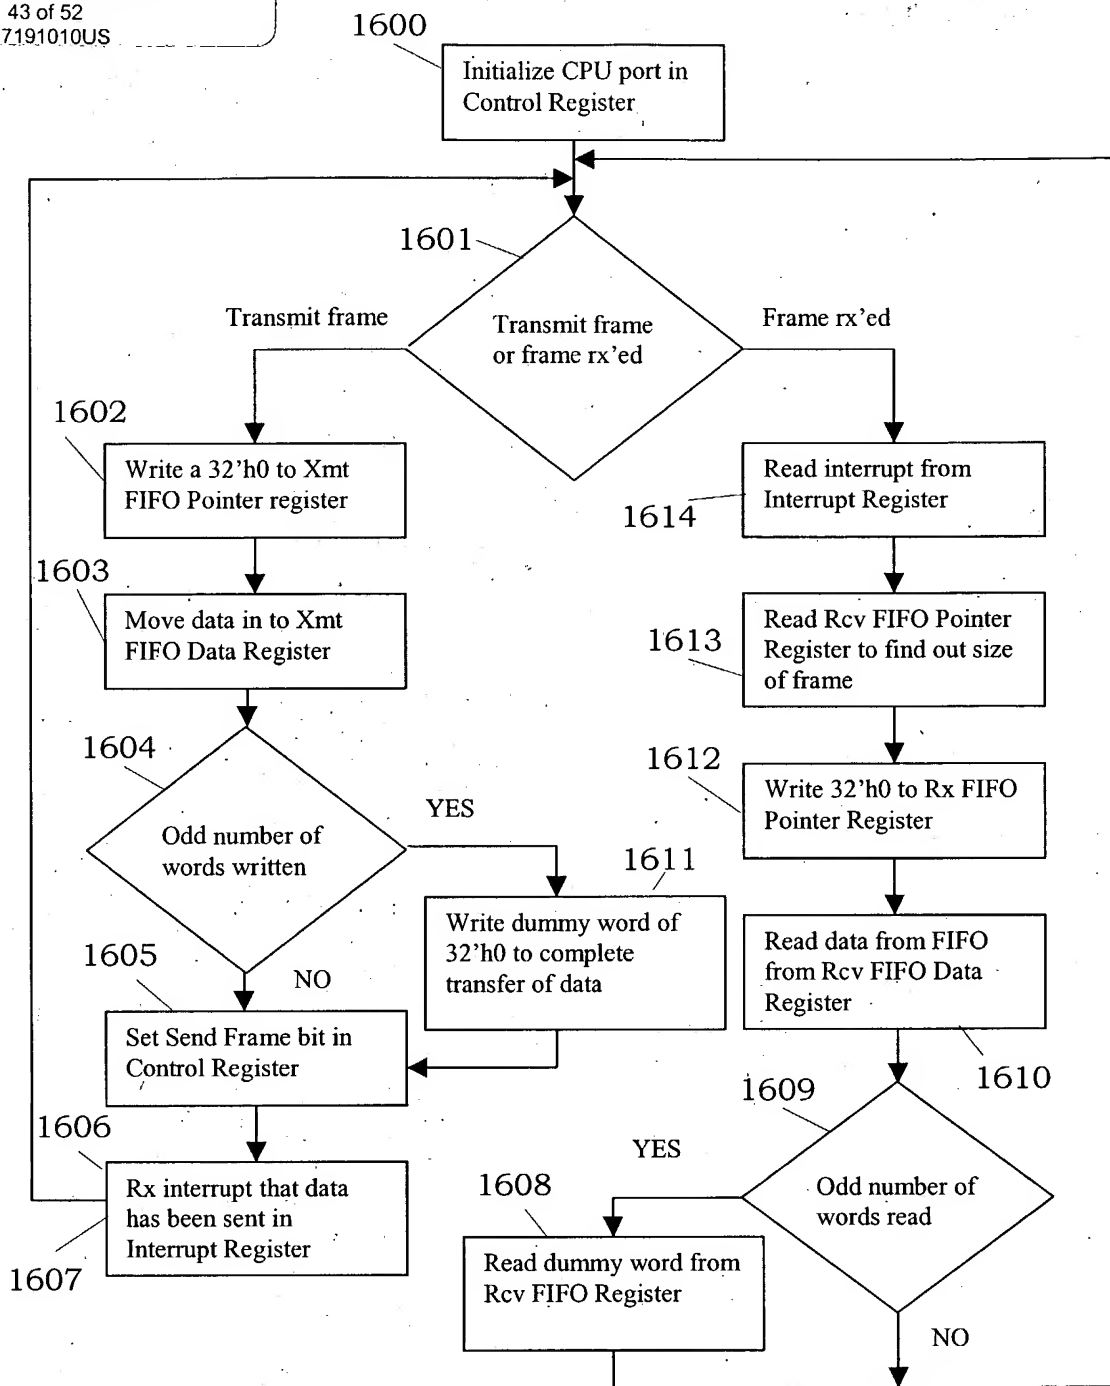 43 of 52
7191010US
1600
Initialize CPU port in
Control Register
1601
Transmit frame
Transmit frame
or frame rx'ed
Frame rx'ed
1602
Write a 32'h0 to Xmt
FIFO Pointer register
Read interrupt from
Interrupt Register
1614
1603
Move data in to Xmt
FIFO Data Register
1613
Read Rcv FIFO Pointer
Register to find out size
of frame
1604
Odd number of
words written
YES
1612
Write 32'h0 to Rx FIFO
Pointer Register
1611
Write dummy word of
32'h0 to complete
transfer of data
Read data from FIFO
from Rcv FIFO Data
Register
1610
1605
NO
Set Send Frame bit in
Control Register
1606
Rx interrupt that data
has been sent in
Interrupt Register
1607
1609
Odd number of
words read
YES
1608
Read dummy word from
Rcv FIFO Register
NO